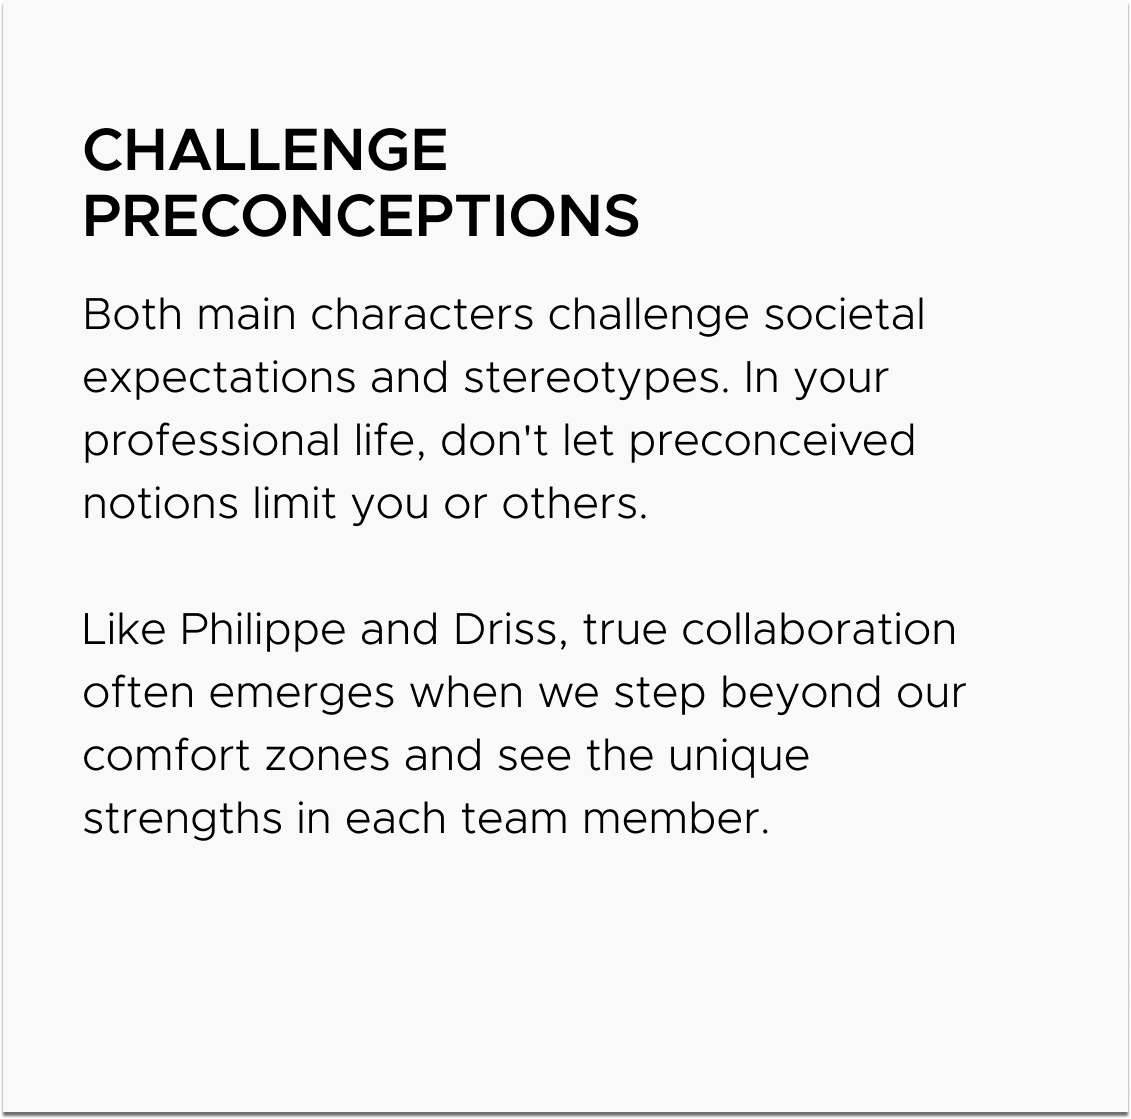 CHALLENGE
PRECONCEPTIONS
Both main characters challenge societal
expectations and stereotypes. In your
professional life, don't let preconceived
notions limit you or others.
Like Philippe and Driss, true collaboration
often emerges when we step beyond our
comfort zones and see the unique
strengths in each team member.